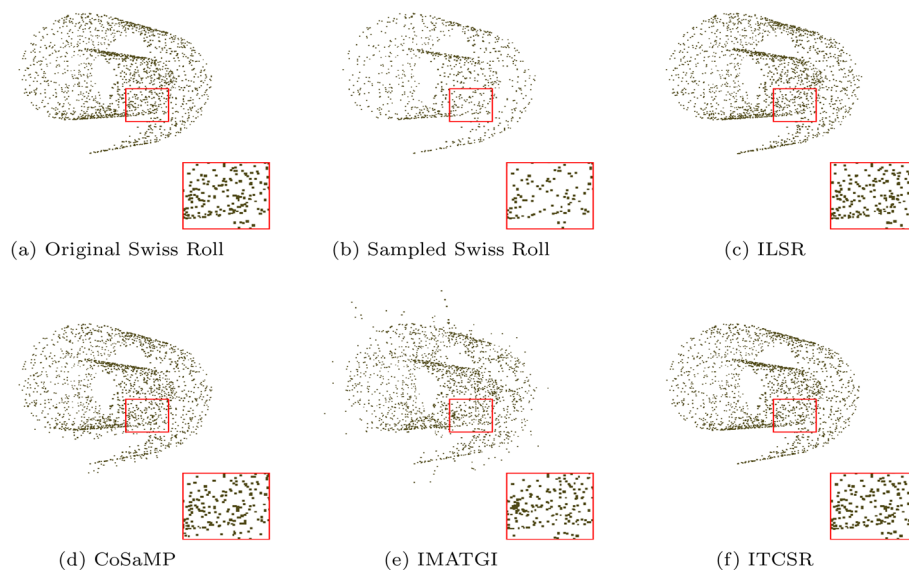 (a) Original Swiss Roll
(b) Sampled Swiss Roll
(c) ILSR
(d) CoSaMP
(e) IMATGI
(f) ITCSR